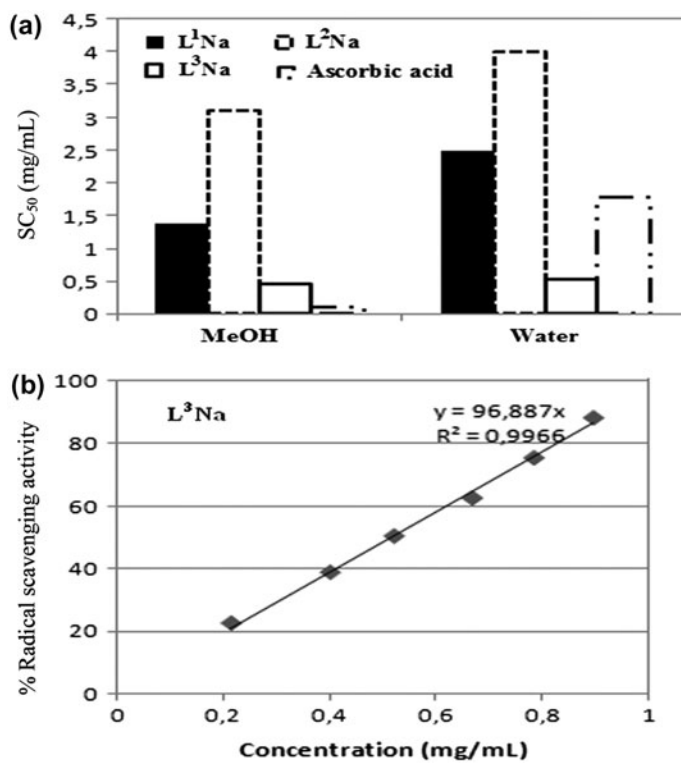 (a)
4,5
4
3,5
3
2,5
2
1,5
1
0,5
0
SC₅₀ (mg/mL)
L¹Na L²Na
L³Na Ascorbic acid
MeOH Water
(b)
100
80
60
40
20
0
% Radical scavenging activity
L³Na
y = 96,887x
R² = 0,9966
0 0,2 0,4 0,6 0,8 1
Concentration (mg/mL)